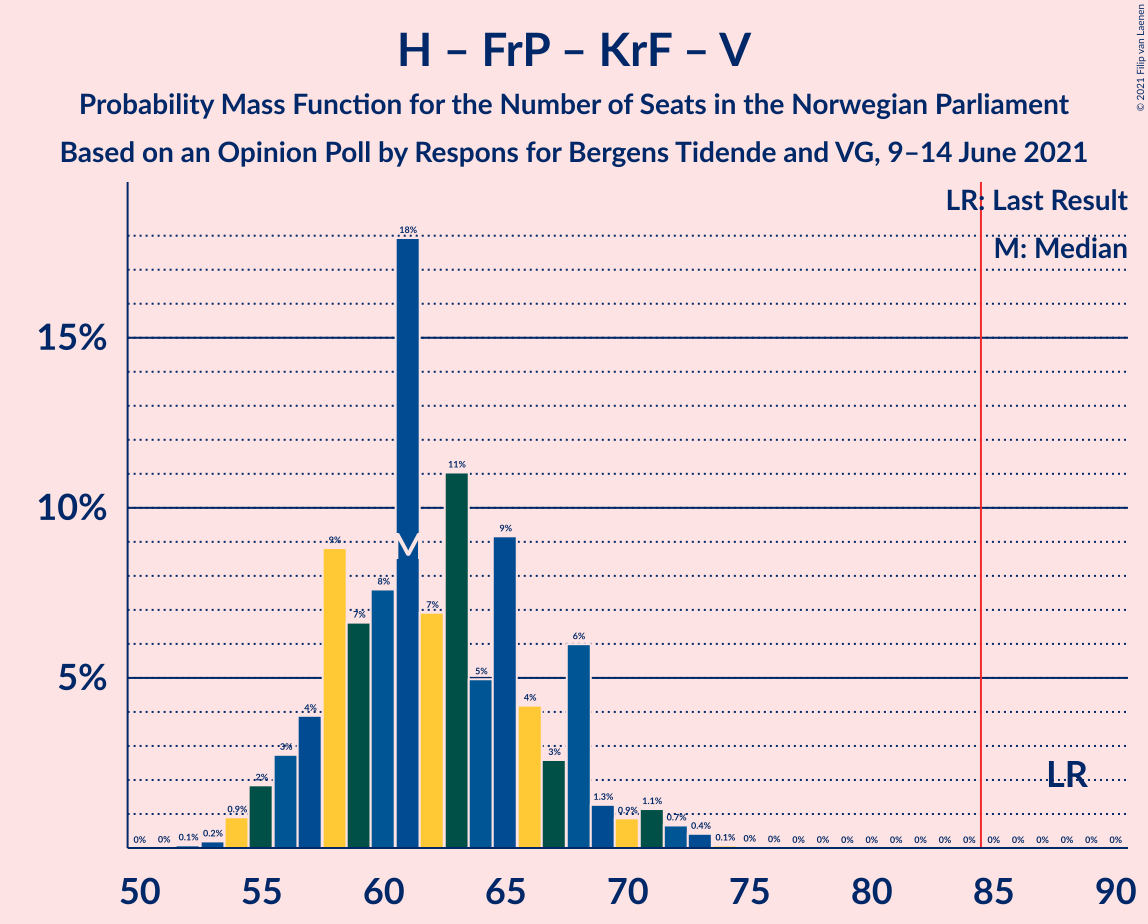 H – FrP – KrF – V
Probability Mass Function for the Number of Seats in the Norwegian Parliament
Based on an Opinion Poll by Respons for Bergens Tidende and VG, 9–14 June 2021
© 2021 Filip van Laenen
LR: Last Result
M: Median
15%
10%
5%
0% 0% 0.1% 0.2% 0.9% 2% 3% 4% 9% 7% 8% 18% 7% 11% 5% 9% 4% 3% 6% 1.3% 0.9% 1.1% 0.7% 0.4% 0.1% 0% 0% 0% 0% 0% 0% 0% 0% 0% 0% 0% 0% 0% 0% 0% 0%
M
LR
50 55 60 65 70 75 80 85 90